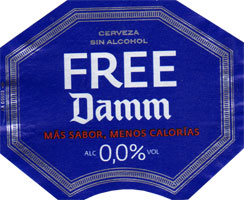 CERVEZA
SIN ALCOHOL
FREE
Damm
MÁS SABOR, MENOS CALORÍAS
ALC 0,0% VOL